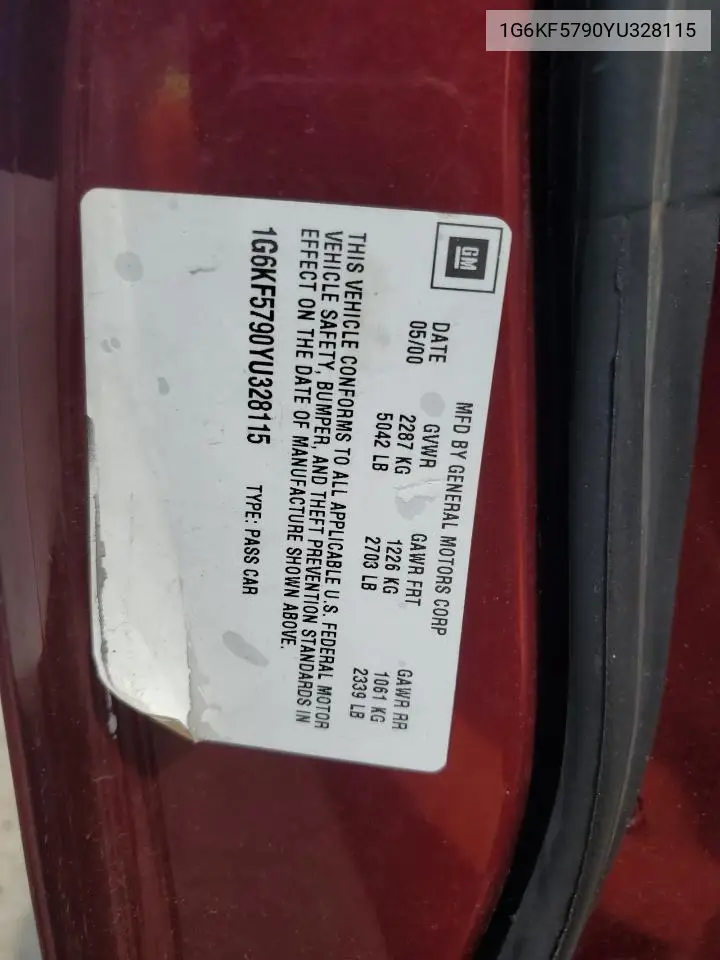 1G6KF5790YU328115
GM
MFD BY GENERAL MOTORS CORP
DATE GVWR GAWR FRT GAWR RR
05/00 2287 KG 1226 KG 1061 KG
5042 LB 2703 LB 2339 LB
THIS VEHICLE CONFORMS TO ALL APPLICABLE U.S. FEDERAL MOTOR
VEHICLE SAFETY, BUMPER, AND THEFT PREVENTION STANDARDS IN
EFFECT ON THE DATE OF MANUFACTURE SHOWN ABOVE.
1G6KF5790YU328115 TYPE: PASS CAR